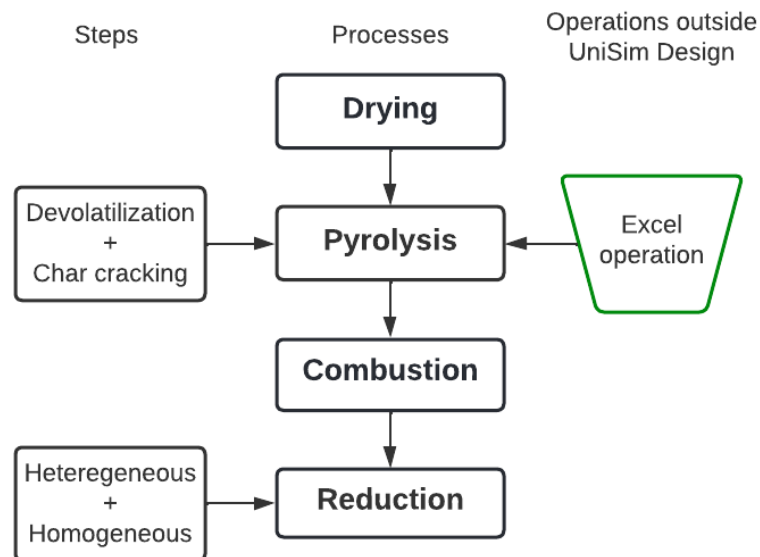 Steps
Processes
Operations outside
UniSim Design
Drying
Devolatilization
+
Char cracking
Pyrolysis
Excel
operation
Combustion
Heteregeneous
+
Homogeneous
Reduction